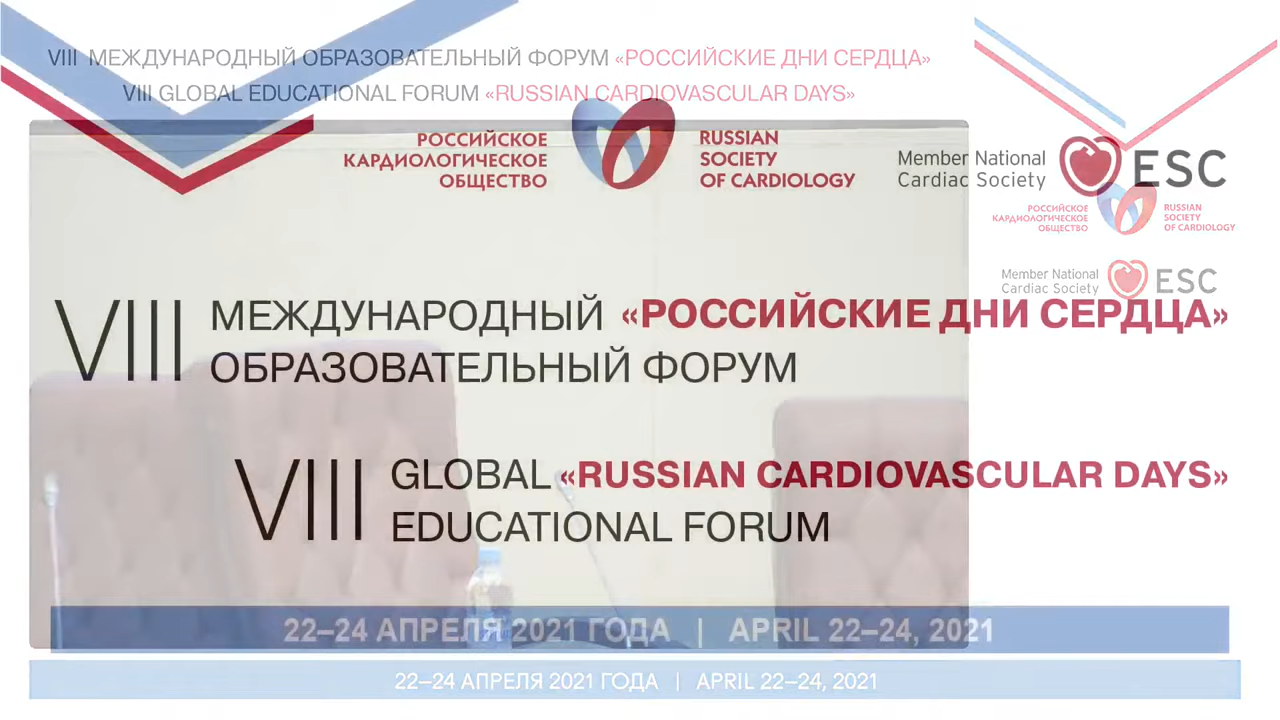 VIII МЕЖДУНАРОДНЫЙ ОБРАЗОВАТЕЛЬНЫЙ ФОРУМ «РОССИЙСКИЕ ДНИ СЕРДЦА»
VIII GLOBAL EDUCATIONAL FORUM «RUSSIAN CARDIOVASCULAR DAYS»
РОССИЙСКОЕ
КАРДИОЛОГИЧЕСКОЕ
ОБЩЕСТВО
RUSSIAN
SOCIETY
OF CARDIOLOGY
Member National
Cardiac Society
ESC
РОССИЙСКОЕ
КАРДИОЛОГИЧЕСКОЕ
ОБЩЕСТВО
RUSSIAN
SOCIETY
OF CARDIOLOGY
Member National
Cardiac Society
ESC
VIII МЕЖДУНАРОДНЫЙ «РОССИЙСКИЕ ДНИ СЕРДЦА»
ОБРАЗОВАТЕЛЬНЫЙ ФОРУМ
VIII GLOBAL «RUSSIAN CARDIOVASCULAR DAYS»
EDUCATIONAL FORUM
22–24 АПРЕЛЯ 2021 ГОДА | APRIL 22–24, 2021
22–24 АПРЕЛЯ 2021 ГОДА | APRIL 22–24, 2021